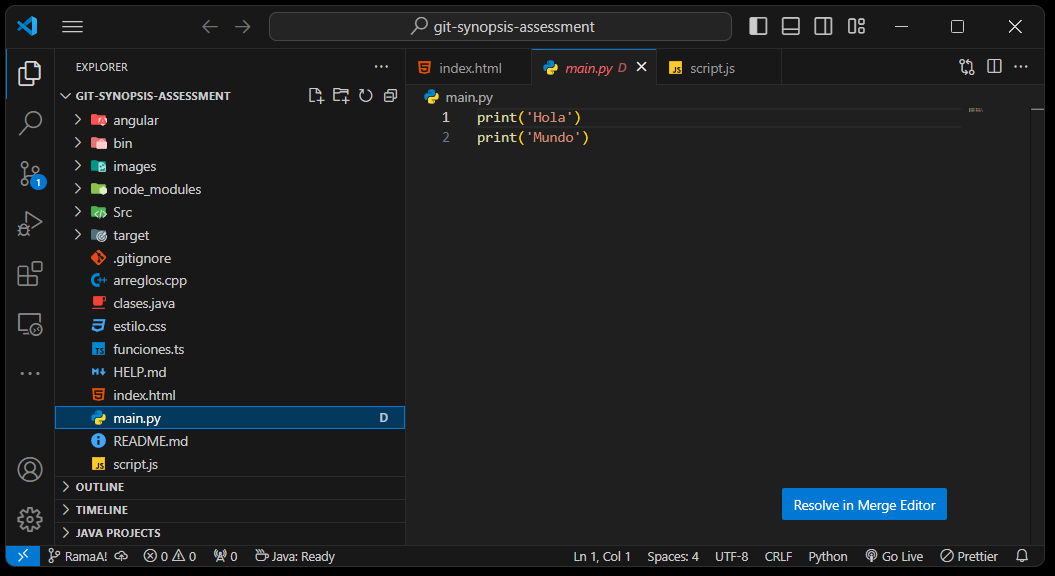 git-synopsis-assessment
EXPLORER
index.html
main.py D
script.js
GIT-SYNOPSIS-ASSESSMENT
main.py
angular
1 print('Hola')
bin
2 print('Mundo')
images
1
node_modules
Src
target
.gitignore
arreglos.cpp
clases.java
estilo.css
TS funciones.ts
HELP.md
index.html
main.py D
README.md
JS script.js
OUTLINE
Resolve in Merge Editor
TIMELINE
JAVA PROJECTS
RamaA! 0 0 0 Java: Ready Ln 1, Col 1 Spaces: 4 UTF-8 CRLF Python Go Live Prettier